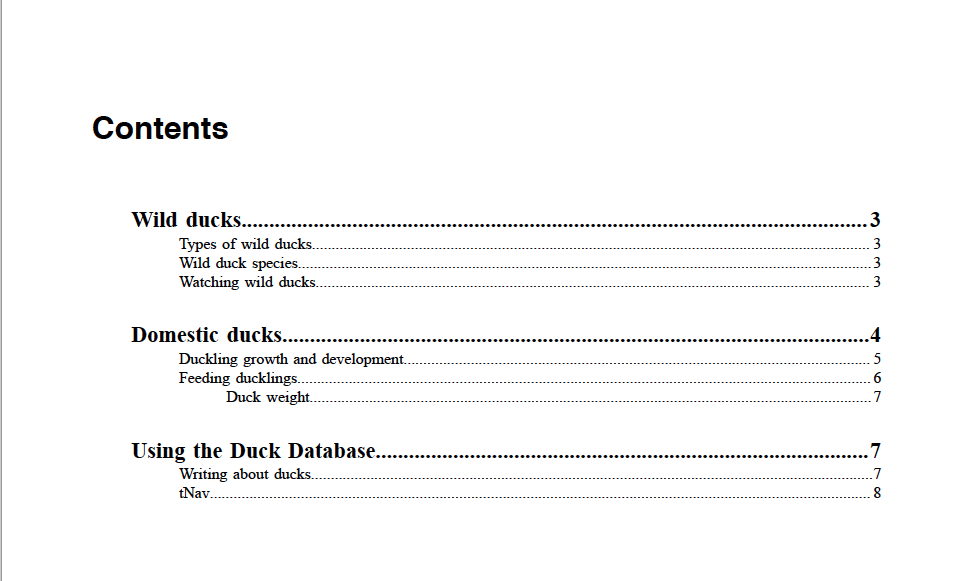 Contents
Wild ducks 3
Types of wild ducks 3
Wild duck species 3
Watching wild ducks 3
Domestic ducks 4
Duckling growth and development 5
Feeding ducklings 6
Duck weight 7
Using the Duck Database 7
Writing about ducks 7
tNav 8